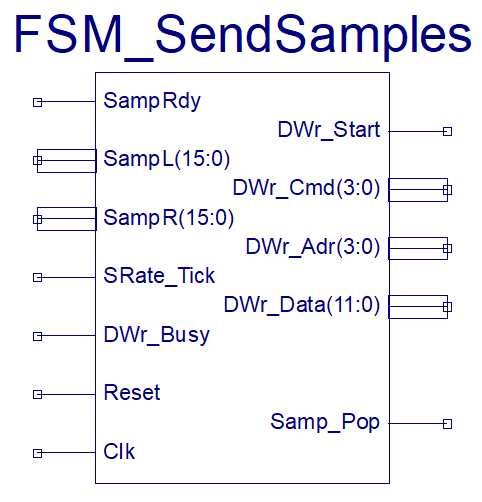 FSM_SendSamples
SampRdy
DWr_Start
SampL(15:0)
DWr_Cmd(3:0)
SampR(15:0)
DWr_Adr(3:0)
SRate_Tick
DWr_Data(11:0)
DWr_Busy
Reset
Samp_Pop
Clk